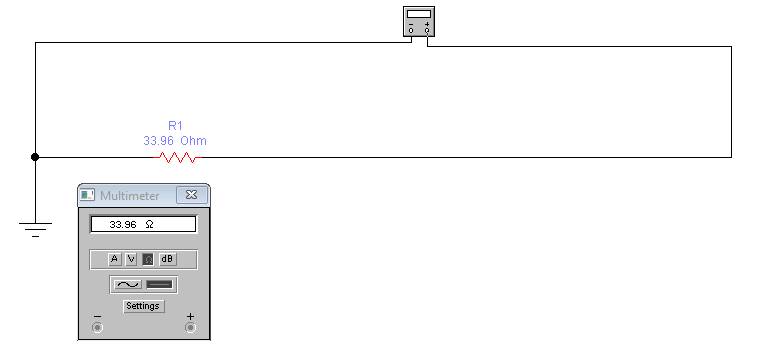 - +
R1
33.96 Ohm
Multimeter
33.96 Ω
A V Ω dB
Settings
- +